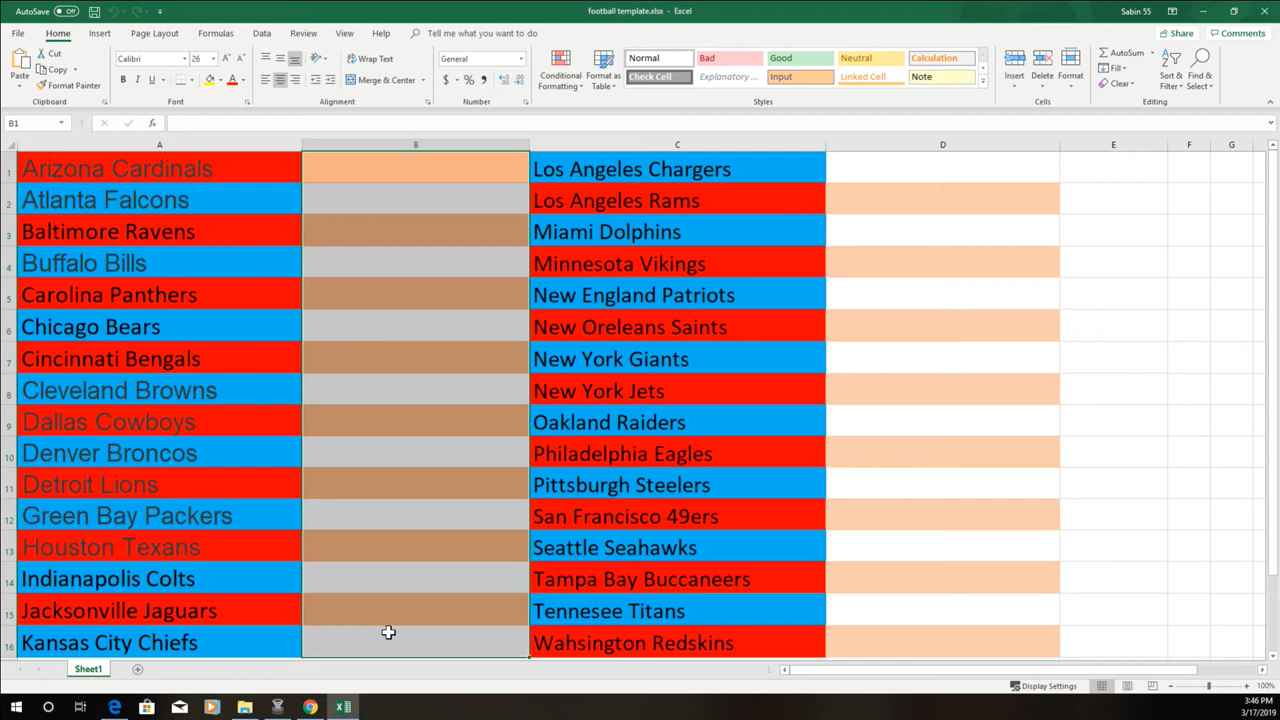 AutoSave Off football template.xlsx - Excel Sabin 55
File Home Insert Page Layout Formulas Data Review View Help Tell me what you want to do Share Comments
Cut Calibri 26 Wrap Text General Normal Bad Good Neutral Calculation AutoSum
Paste Copy Format Painter B I U Merge & Center $ % Conditional Formatting Format as Table Check Cell Explanatory ... Input Linked Cell Note Insert Delete Format Fill Clear Sort & Filter Find & Select
Clipboard Font Alignment Number Styles Cells Editing
B1 fx
A B C D E F G
1 Arizona Cardinals Los Angeles Chargers
2 Atlanta Falcons Los Angeles Rams
3 Baltimore Ravens Miami Dolphins
4 Buffalo Bills Minnesota Vikings
5 Carolina Panthers New England Patriots
6 Chicago Bears New Oreleans Saints
7 Cincinnati Bengals New York Giants
8 Cleveland Browns New York Jets
9 Dallas Cowboys Oakland Raiders
10 Denver Broncos Philadelphia Eagles
11 Detroit Lions Pittsburgh Steelers
12 Green Bay Packers San Francisco 49ers
13 Houston Texans Seattle Seahawks
14 Indianapolis Colts Tampa Bay Buccaneers
15 Jacksonville Jaguars Tennesee Titans
16 Kansas City Chiefs Wahsington Redskins
Sheet1
Display Settings 100%
3:46 PM
3/17/2019